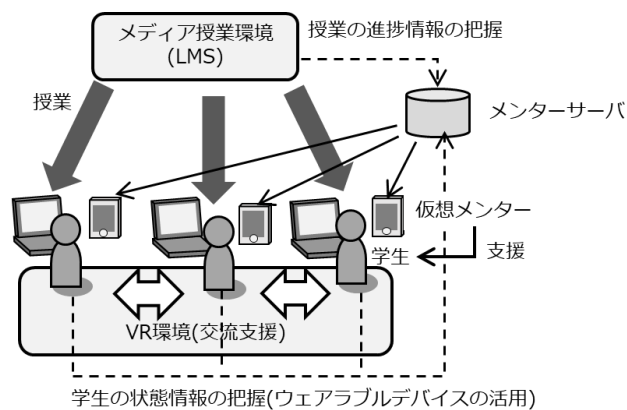 メディア授業環境
(LMS)
授業の進捗情報の把握
授業
メンターサーバ
仮想メンター
学生
支援
VR環境(交流支援)
学生の状態情報の把握(ウェアラブルデバイスの活用)